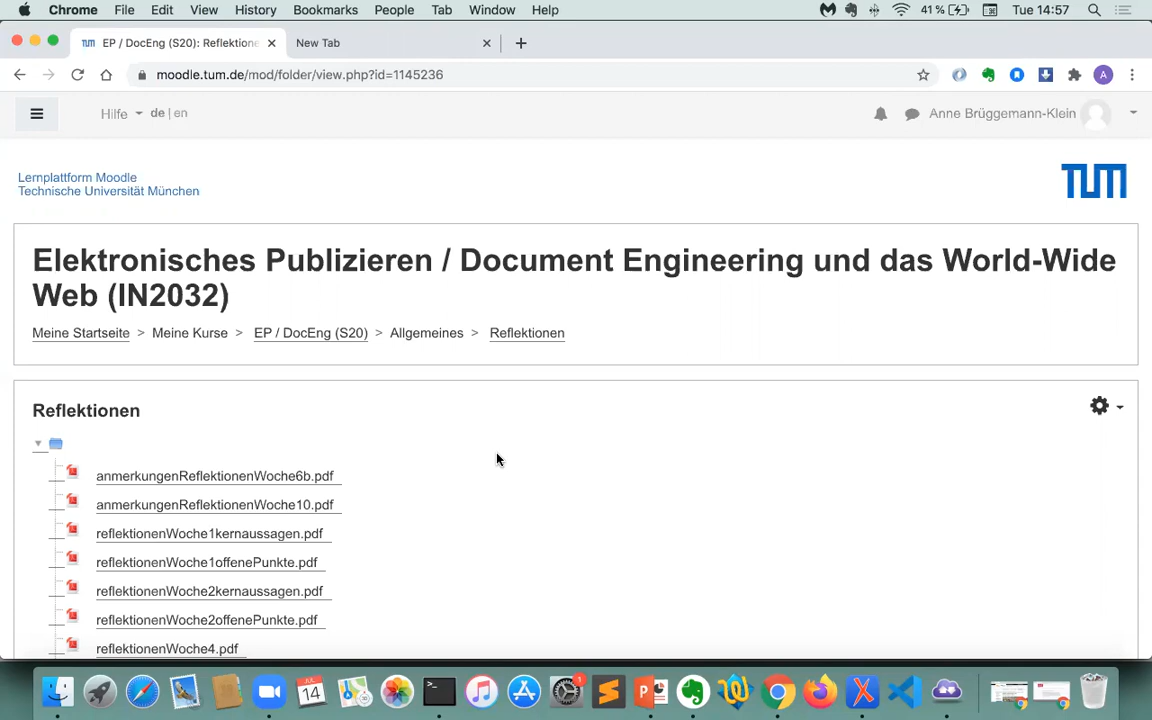 Chrome File Edit View History Bookmarks People Tab Window Help 41 % Tue 14:57
EP / DocEng (S20): Reflektione New Tab
moodle.tum.de/mod/folder/view.php?id=1145236
Hilfe de | en Anne Brüggemann-Klein
Lernplattform Moodle
Technische Universität München
TUM
Elektronisches Publizieren / Document Engineering und das World-Wide
Web (IN2032)
Meine Startseite > Meine Kurse > EP / DocEng (S20) > Allgemeines > Reflektionen
Reflektionen
anmerkungenReflektionenWoche6b.pdf
anmerkungenReflektionenWoche10.pdf
reflektionenWoche1kernaussagen.pdf
reflektionenWoche1offenePunkte.pdf
reflektionenWoche2kernaussagen.pdf
reflektionenWoche2offenePunkte.pdf
reflektionenWoche4.pdf